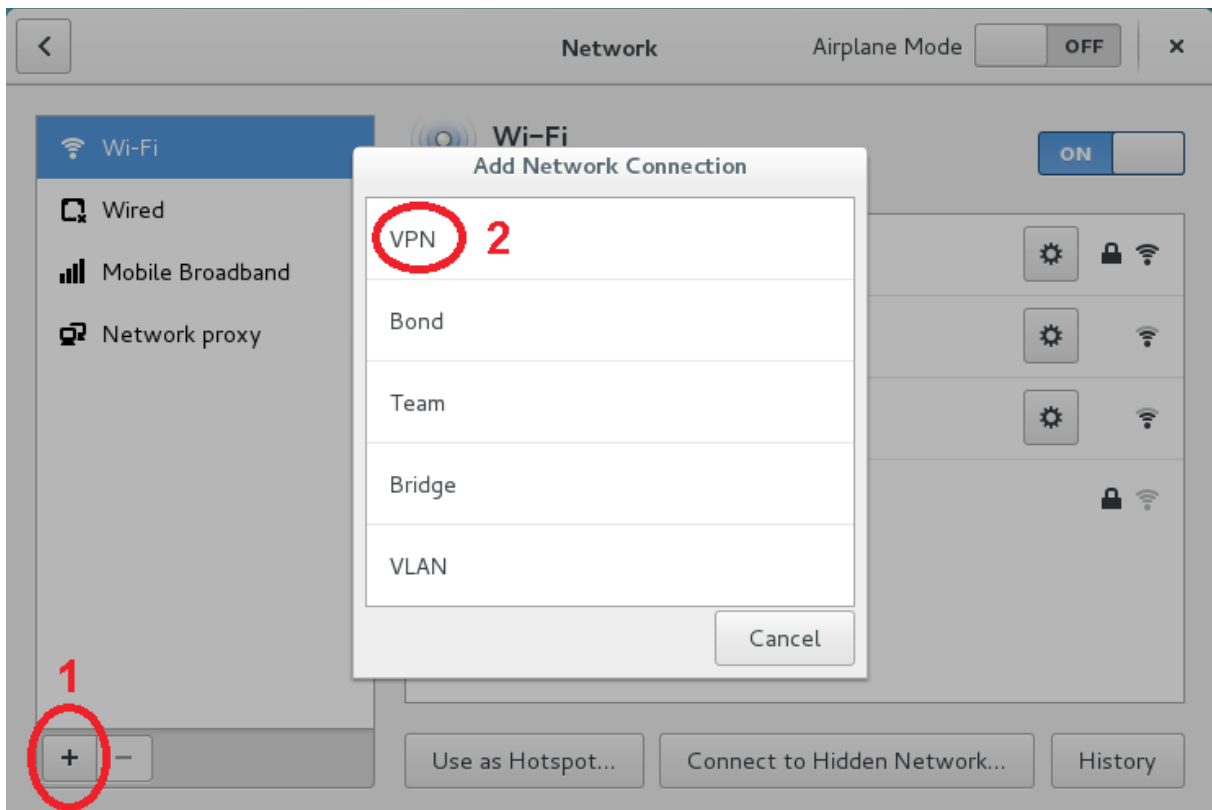 Network
Airplane Mode
OFF
Wi-Fi
Wi-Fi
ON
Wired
Mobile Broadband
Network proxy
Add Network Connection
VPN
2
Bond
Team
Bridge
VLAN
Cancel
1
Use as Hotspot...
Connect to Hidden Network...
History